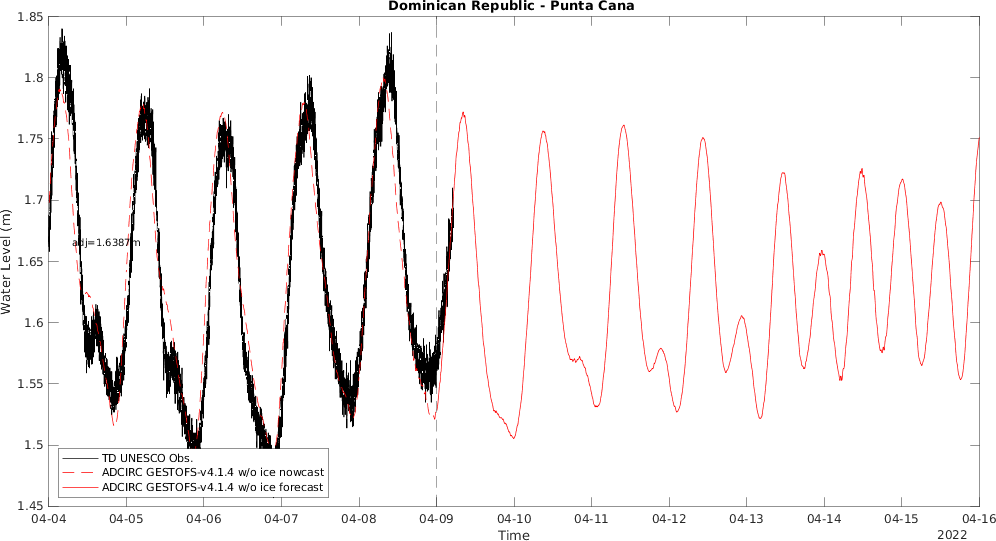 Dominican Republic - Punta Cana
1.85
1.8
1.75
1.7
1.65
1.6
1.55
1.5
1.45
Water Level (m)
adj=1.6387m
TD UNESCO Obs.
ADCIRC GESTOFS-v4.1.4 w/o ice nowcast
ADCIRC GESTOFS-v4.1.4 w/o ice forecast
04-04 04-05 04-06 04-07 04-08 04-09 04-10 04-11 04-12 04-13 04-14 04-15 04-16
Time
2022